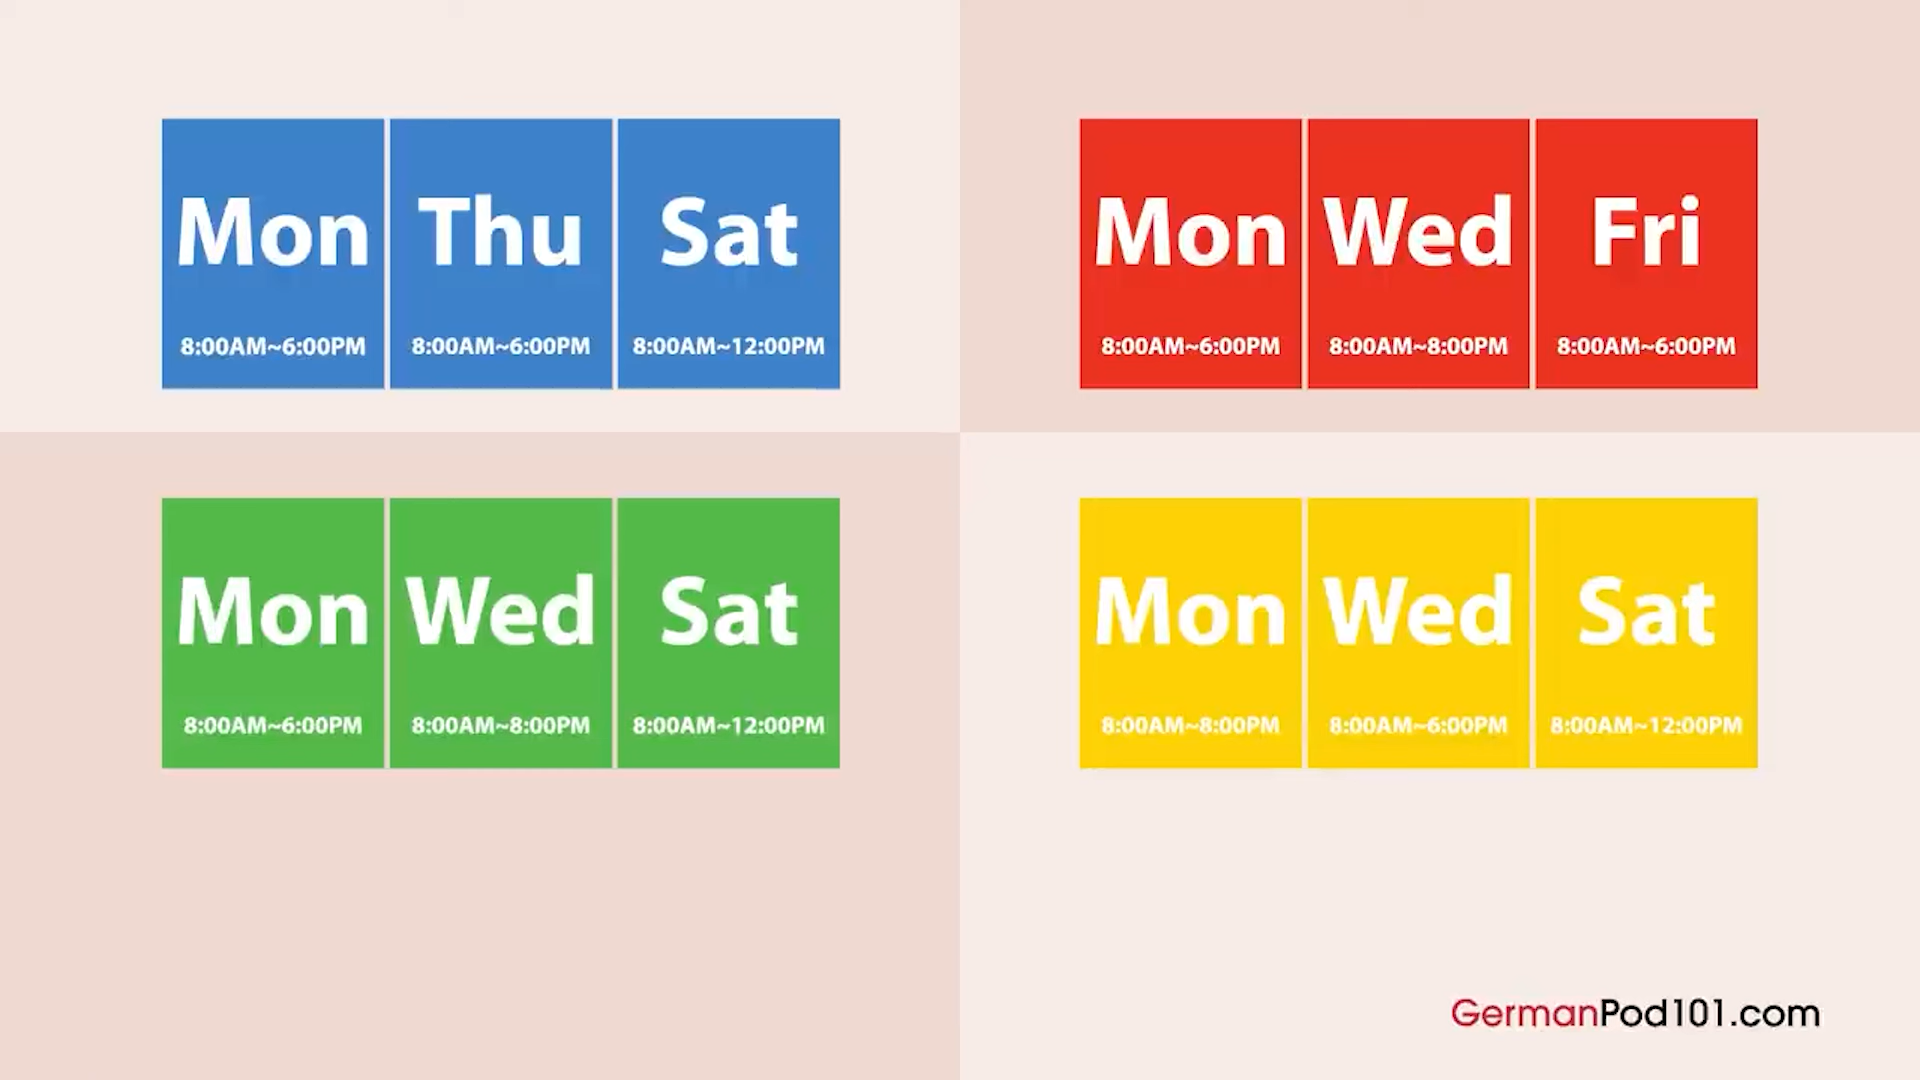 Mon Thu Sat
8:00AM~6:00PM 8:00AM~6:00PM 8:00AM~12:00PM
Mon Wed Fri
8:00AM~6:00PM 8:00AM~8:00PM 8:00AM~6:00PM
Mon Wed Sat
8:00AM~6:00PM 8:00AM~8:00PM 8:00AM~12:00PM
Mon Wed Sat
8:00AM~8:00PM 8:00AM~6:00PM 8:00AM~12:00PM
GermanPod101.com